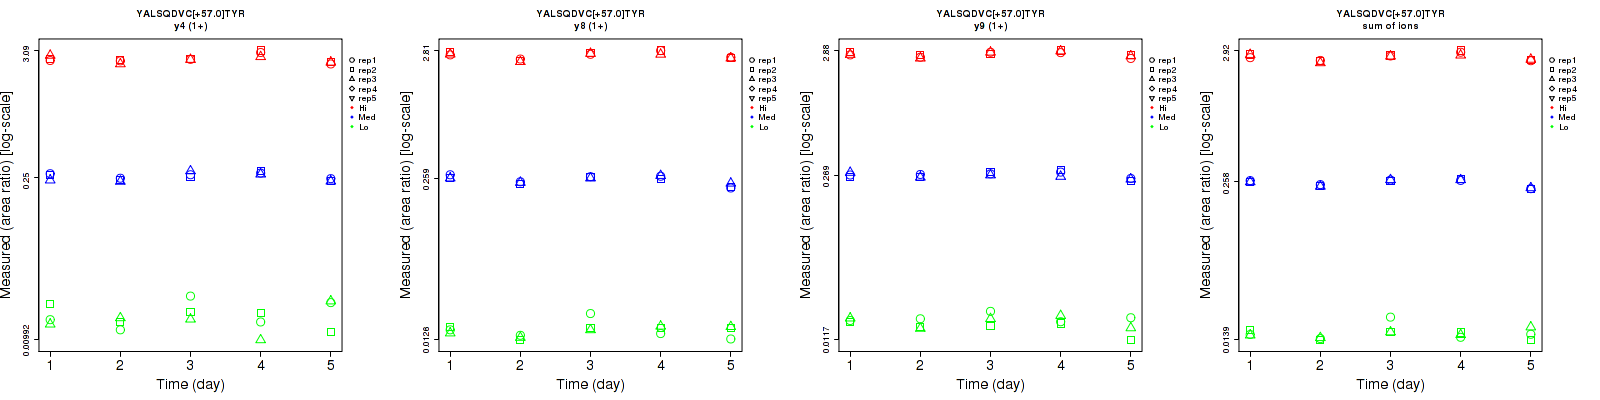 YALSQDVC[+57.0]TYR
y4 (1+)
Measured (area ratio) [log-scale]
3.09
0.25
0.00992
1 2 3 4 5
Time (day)
rep1
rep2
rep3
rep4
rep5
Hi
Med
Lo
YALSQDVC[+57.0]TYR
y8 (1+)
Measured (area ratio) [log-scale]
2.81
0.259
0.0126
1 2 3 4 5
Time (day)
rep1
rep2
rep3
rep4
rep5
Hi
Med
Lo
YALSQDVC[+57.0]TYR
y9 (1+)
Measured (area ratio) [log-scale]
2.88
0.269
0.0117
1 2 3 4 5
Time (day)
rep1
rep2
rep3
rep4
rep5
Hi
Med
Lo
YALSQDVC[+57.0]TYR
sum of ions
Measured (area ratio) [log-scale]
2.92
0.258
0.0139
1 2 3 4 5
Time (day)
rep1
rep2
rep3
rep4
rep5
Hi
Med
Lo